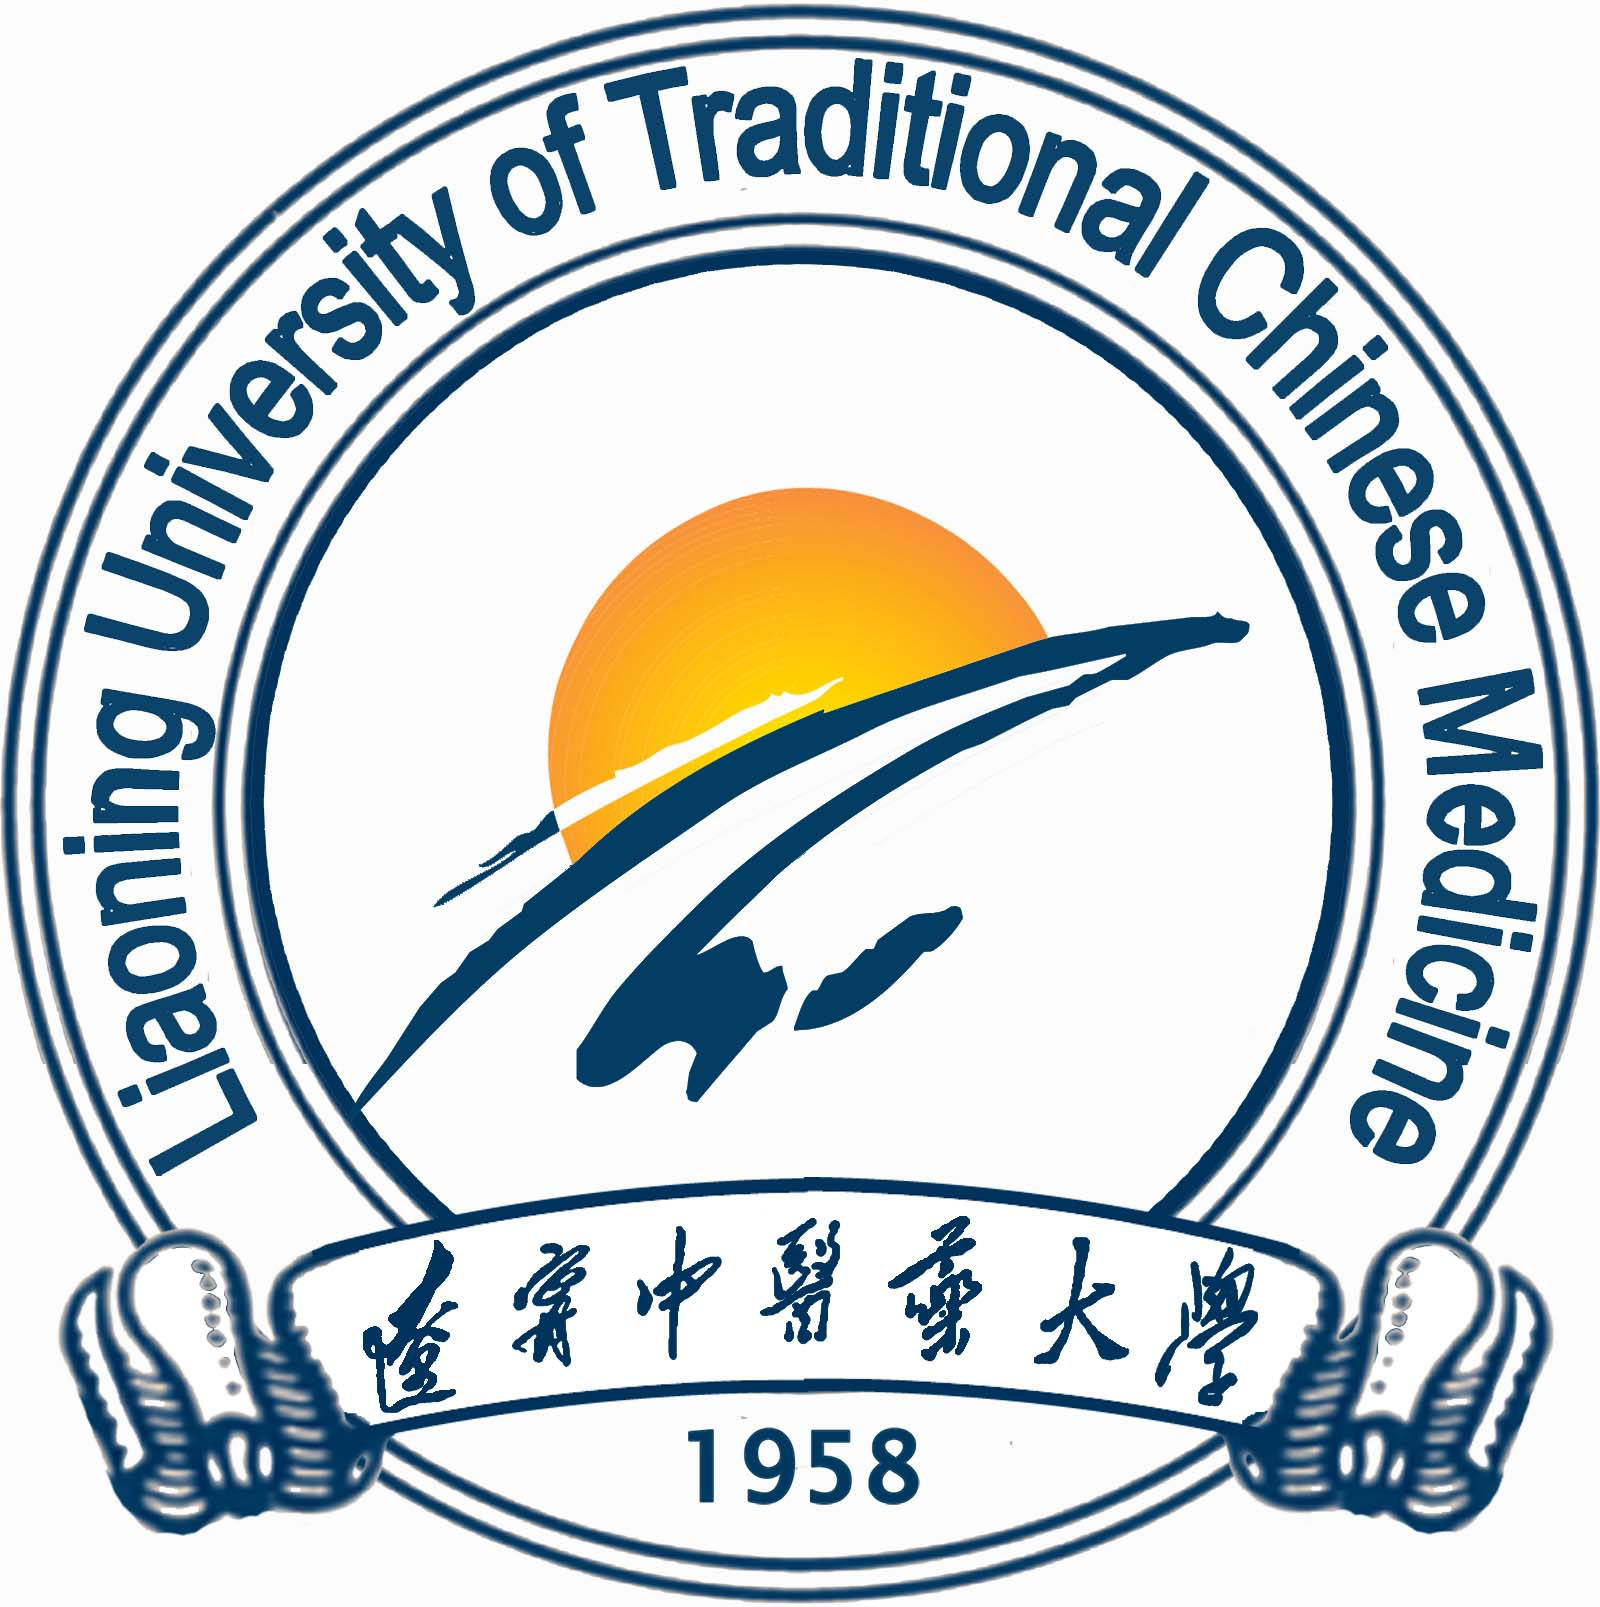 Liaoning University of Traditional Chinese Medicine
遼寧中醫藥大學
1958